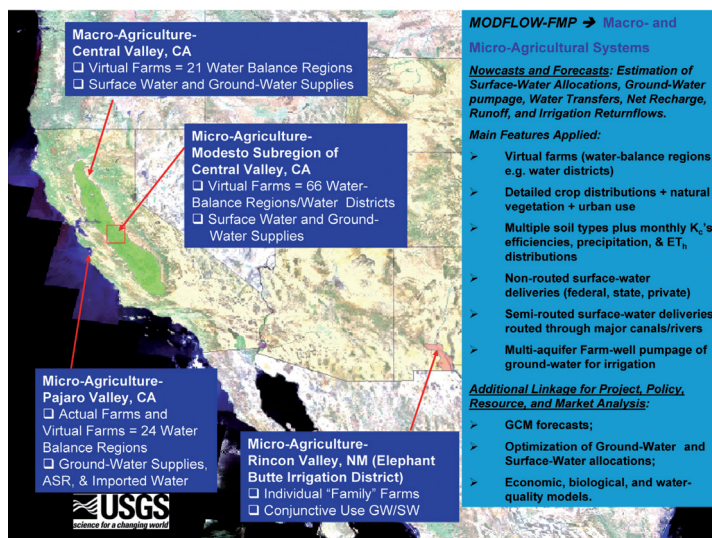 Macro-Agriculture-
Central Valley, CA
❑ Virtual Farms = 21 Water Balance Regions
❑ Surface Water and Ground-Water Supplies
Micro-Agriculture-
Modesto Subregion of
Central Valley, CA
❑ Virtual Farms = 66 Water-
Balance Regions/Water Districts
❑ Surface Water and Ground-
Water Supplies
Micro-Agriculture-
Pajaro Valley, CA
❑ Actual Farms and
Virtual Farms = 24 Water
Balance Regions
❑ Ground-Water Supplies,
ASR, & Imported Water
Micro-Agriculture-
Rincon Valley, NM (Elephant
Butte Irrigation District)
❑ Individual “Family” Farms
❑ Conjunctive Use GW/SW
USGS
science for a changing world
MODFLOW-FMP ➔ Macro- and
Micro-Agricultural Systems
Nowcasts and Forecasts: Estimation of
Surface-Water Allocations, Ground-Water
pumpage, Water Transfers, Net Recharge,
Runoff, and Irrigation Returnflows.
Main Features Applied:
➢ Virtual farms (water-balance regions
e.g. water districts)
➢ Detailed crop distributions + natural
vegetation + urban use
➢ Multiple soil types plus monthly Kc's
efficiencies, precipitation, & ETh
distributions
➢ Non-routed surface-water
deliveries (federal, state, private)
➢ Semi-routed surface-water deliveries
routed through major canals/rivers
➢ Multi-aquifer Farm-well pumpage of
ground-water for irrigation
Additional Linkage for Project, Policy,
Resource, and Market Analysis:
➢ GCM forecasts;
➢ Optimization of Ground-Water and
Surface-Water allocations;
➢ Economic, biological, and water-
quality models.